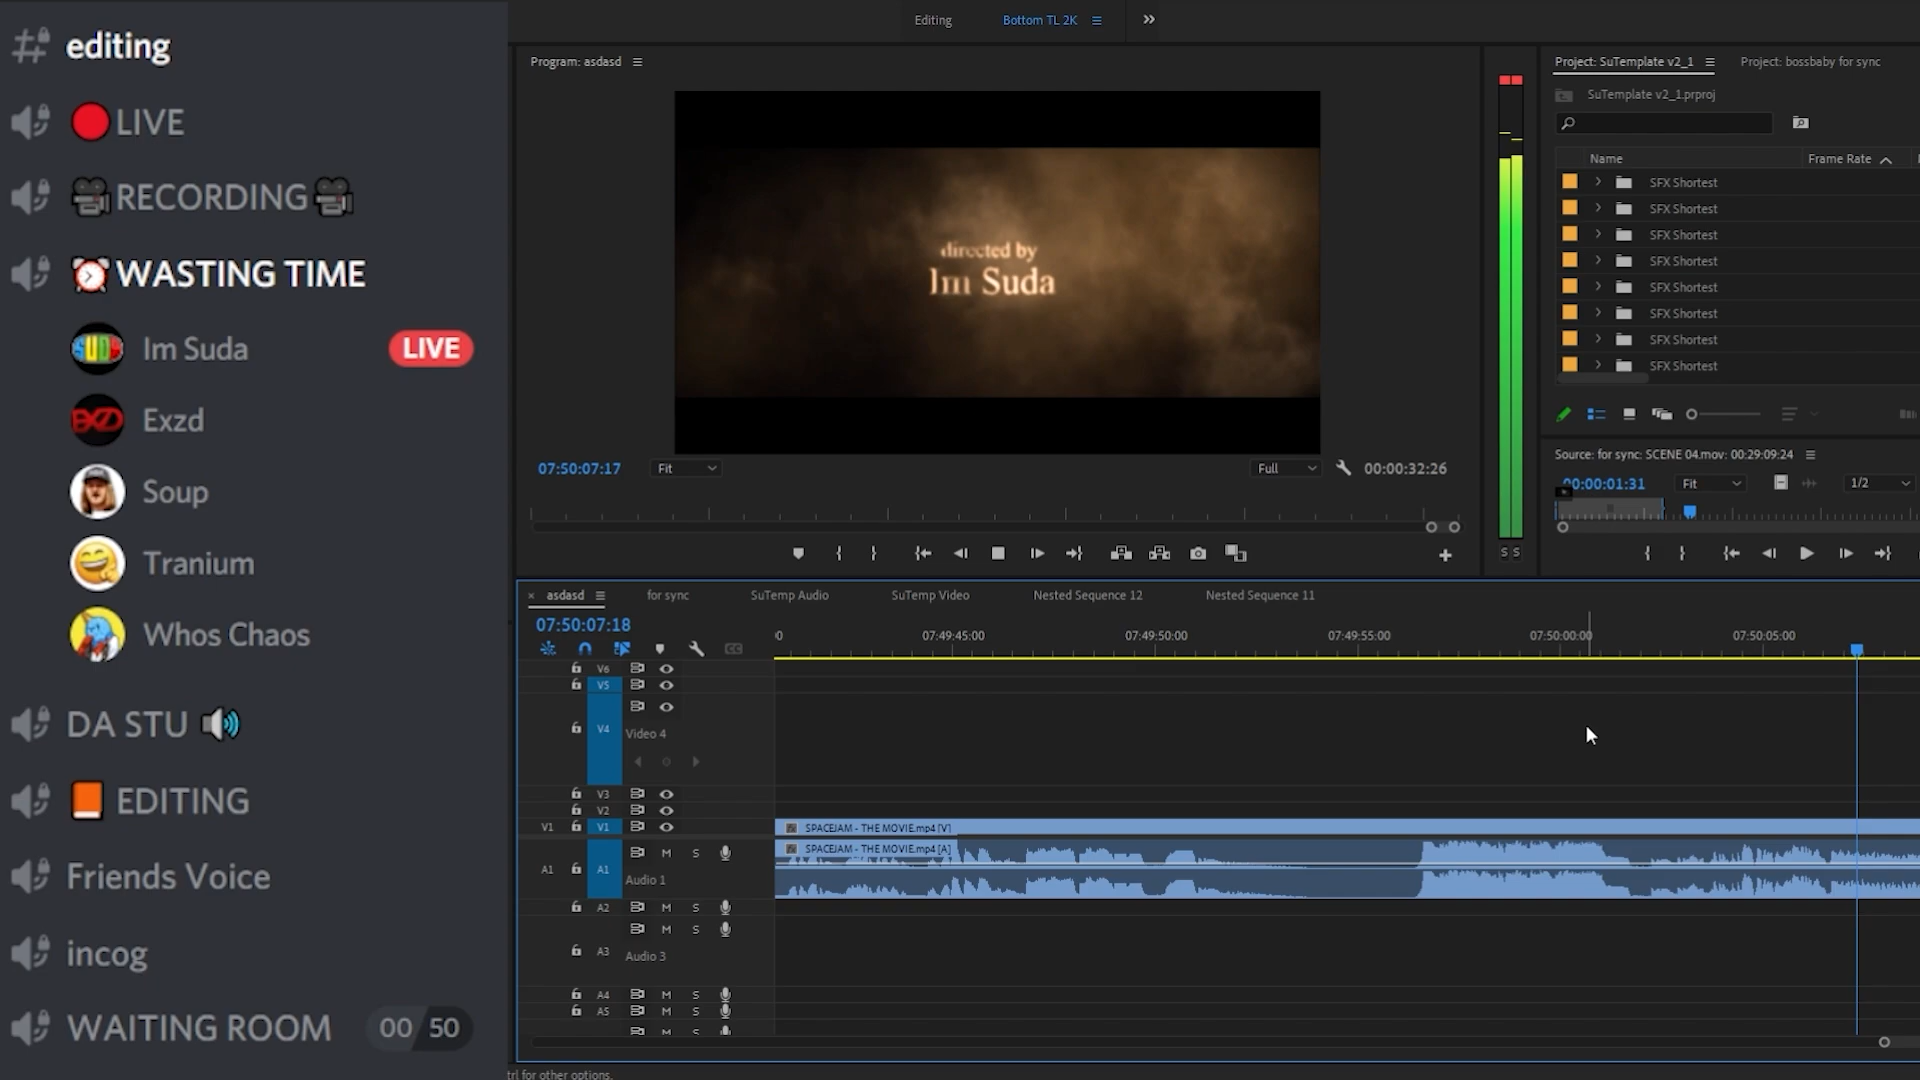 editing
LIVE
RECORDING
WASTING TIME
Im Suda
LIVE
Exzd
Soup
Tranium
Whos Chaos
DA STU
EDITING
Friends Voice
incog
WAITING ROOM 00 50
Editing
Bottom TL 2K
Program: asdasd
directed by
Im Suda
07:50:07:17
Fit
Full
00:00:32:26
S S
Project: SuTemplate v2_1
Project: bossbaby for sync
SuTemplate v2_1.prproj
Name
Frame Rate
SFX Shortest
SFX Shortest
SFX Shortest
SFX Shortest
SFX Shortest
SFX Shortest
SFX Shortest
SFX Shortest
Source: for sync: SCENE 04.mov: 00:29:09:24
00:00:01:31
Fit
1/2
asdasd
for sync
SuTemp Audio
SuTemp Video
Nested Sequence 12
Nested Sequence 11
07:50:07:18
07:49:45:00
07:49:50:00
07:49:55:00
07:50:00:00
07:50:05:00
V6
V5
V4
Video 4
V3
V2
V1 V1
SPACEJAM - THE MOVIE.mp4 [V]
SPACEJAM - THE MOVIE.mp4 [A]
M S
A1 A1
Audio 1
A2 M S
M S
A3
Audio 3
A4 M S
A5 M S
for other options.